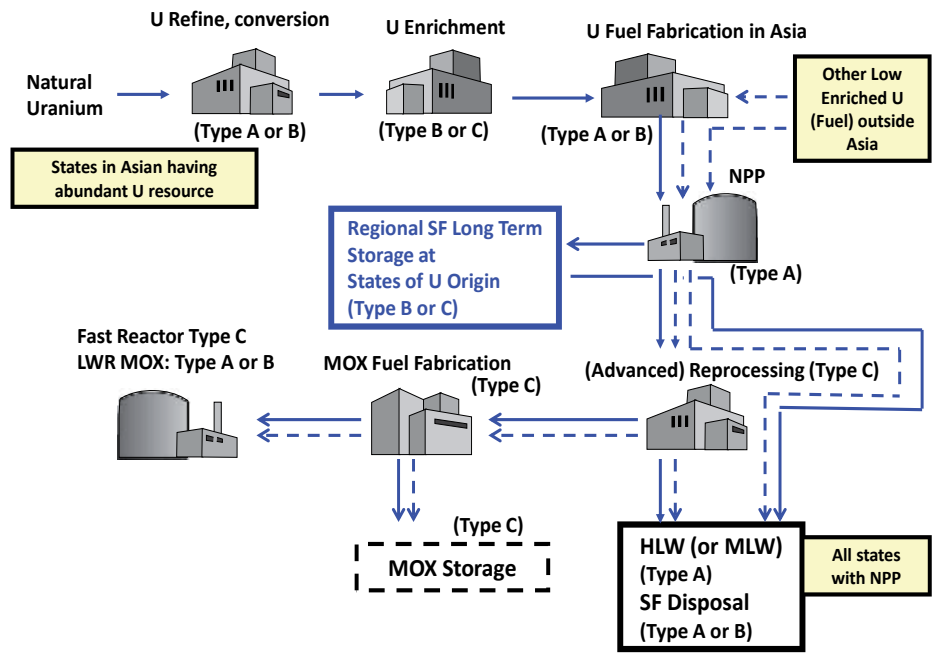 U Refine, conversion
U Enrichment
U Fuel Fabrication in Asia
Natural
Uranium
(Type A or B)
(Type B or C)
(Type A or B)
Other Low
Enriched U
(Fuel) outside
Asia
States in Asian having
abundant U resource
NPP
(Type A)
Regional SF Long Term
Storage at
States of U Origin
(Type B or C)
Fast Reactor Type C
LWR MOX: Type A or B
MOX Fuel Fabrication
(Type C)
(Advanced) Reprocessing (Type C)
(Type C)
MOX Storage
HLW (or MLW)
(Type A)
SF Disposal
(Type A or B)
All states
with NPP